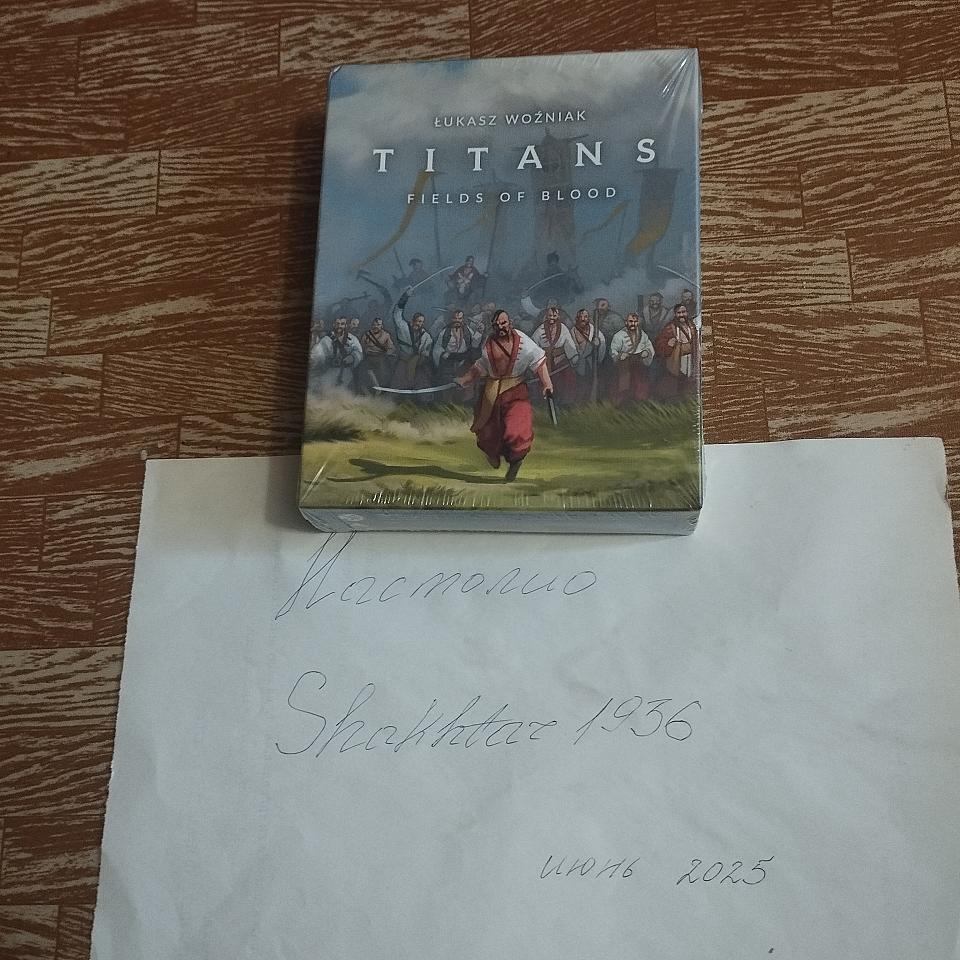 ŁUKASZ WOŹNIAK
TITANS
FIELDS OF BLOOD
Настолио
Shakhtar 1936
июнь 2025